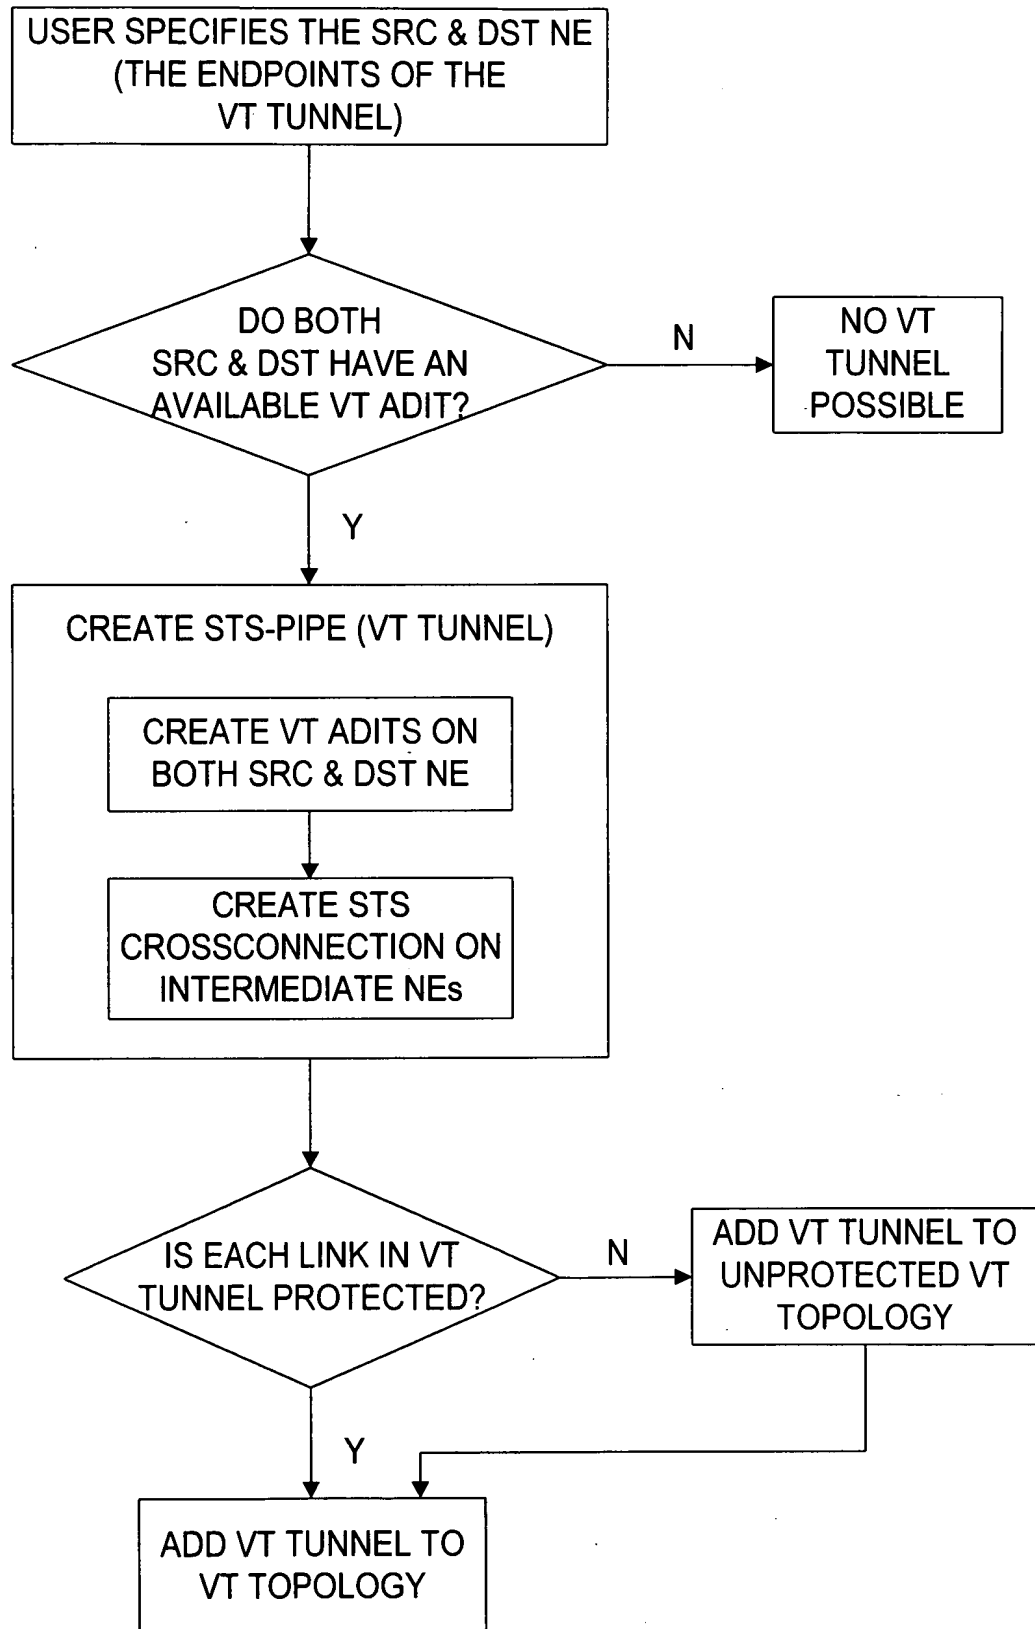 USER SPECIFIES THE SRC & DST NE
(THE ENDPOINTS OF THE
VT TUNNEL)
DO BOTH
SRC & DST HAVE AN
AVAILABLE VT ADIT?
N
NO VT
TUNNEL
POSSIBLE
Y
CREATE STS-PIPE (VT TUNNEL)
CREATE VT ADITS ON
BOTH SRC & DST NE
CREATE STS
CROSSCONNECTION ON
INTERMEDIATE NEs
IS EACH LINK IN VT
TUNNEL PROTECTED?
N
ADD VT TUNNEL TO
UNPROTECTED VT
TOPOLOGY
Y
ADD VT TUNNEL TO
VT TOPOLOGY